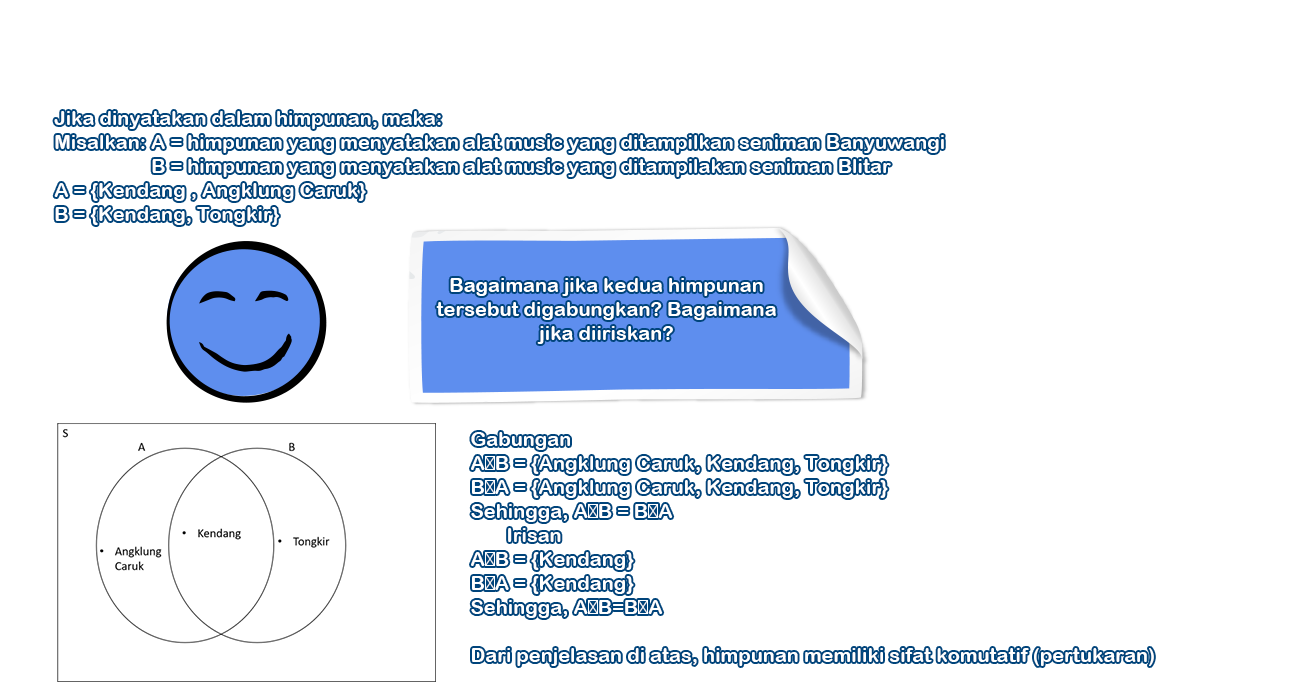 Jika dinyatakan dalam himpunan, maka:
Misalkan: A = himpunan yang menyatakan alat music yang ditampilkan seniman Banyuwangi
B = himpunan yang menyatakan alat music yang ditampilakan seniman Blitar
A = {Kendang , Angklung Caruk}
B = {Kendang, Tongkir}
Bagaimana jika kedua himpunan
tersebut digabungkan? Bagaimana
jika diiriskan?
S
A
B
• Kendang
• Tongkir
• Angklung
Caruk
Gabungan
A􏰀B = {Angklung Caruk, Kendang, Tongkir}
B􏰀A = {Angklung Caruk, Kendang, Tongkir}
Sehingga, A􏰀B = B􏰀A
Irisan
A􏰀B = {Kendang}
B􏰀A = {Kendang}
Sehingga, A􏰀B=B􏰀A
Dari penjelasan di atas, himpunan memiliki sifat komutatif (pertukaran)